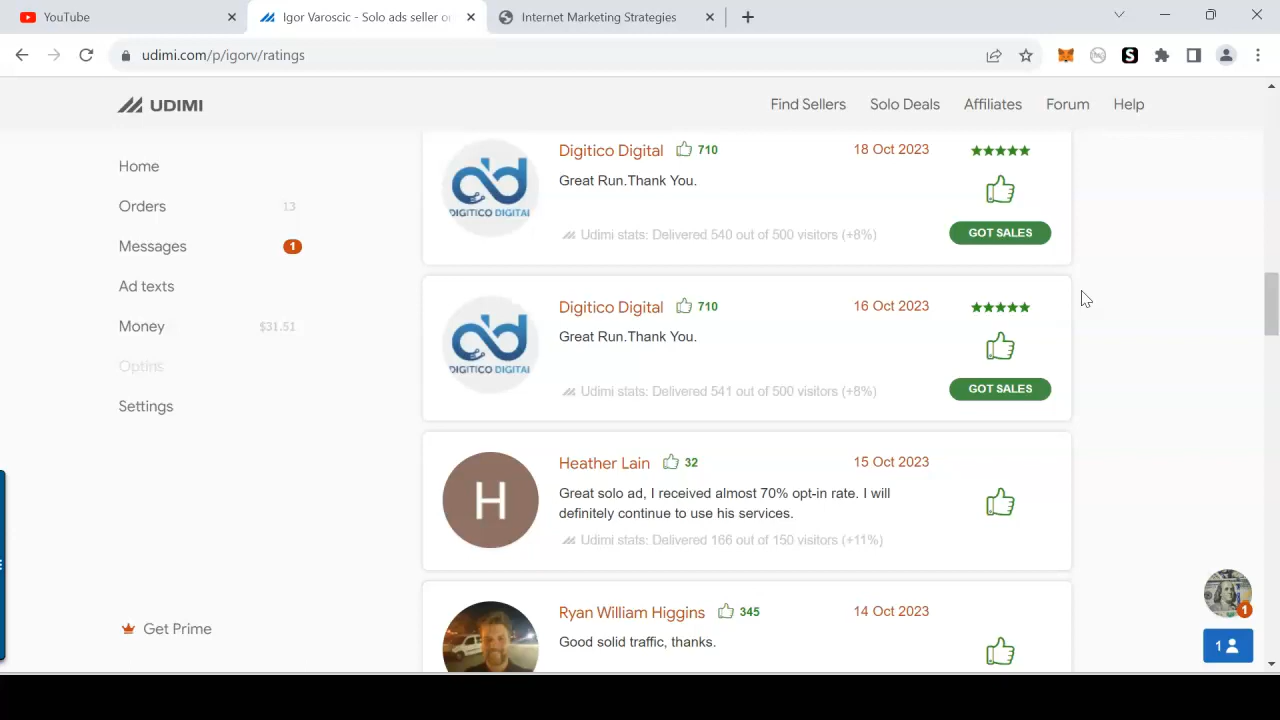 YouTube
Igor Varoscic - Solo ads seller or
Internet Marketing Strategies
udimi.com/p/igorv/ratings
UDIMI
Find Sellers
Solo Deals
Affiliates
Forum
Help
Home
Orders 13
Messages 1
Ad texts
Money $31.51
Optins
Settings
Get Prime
Digitico Digital 710 18 Oct 2023
Great Run.Thank You.
Udimi stats: Delivered 540 out of 500 visitors (+8%)
GOT SALES
DIGITICO DIGITAL
Digitico Digital 710 16 Oct 2023
Great Run.Thank You.
Udimi stats: Delivered 541 out of 500 visitors (+8%)
GOT SALES
DIGITICO DIGITAL
H
Heather Lain 32 15 Oct 2023
Great solo ad, I received almost 70% opt-in rate. I will
definitely continue to use his services.
Udimi stats: Delivered 166 out of 150 visitors (+11%)
Ryan William Higgins 345 14 Oct 2023
Good solid traffic, thanks.
1
1